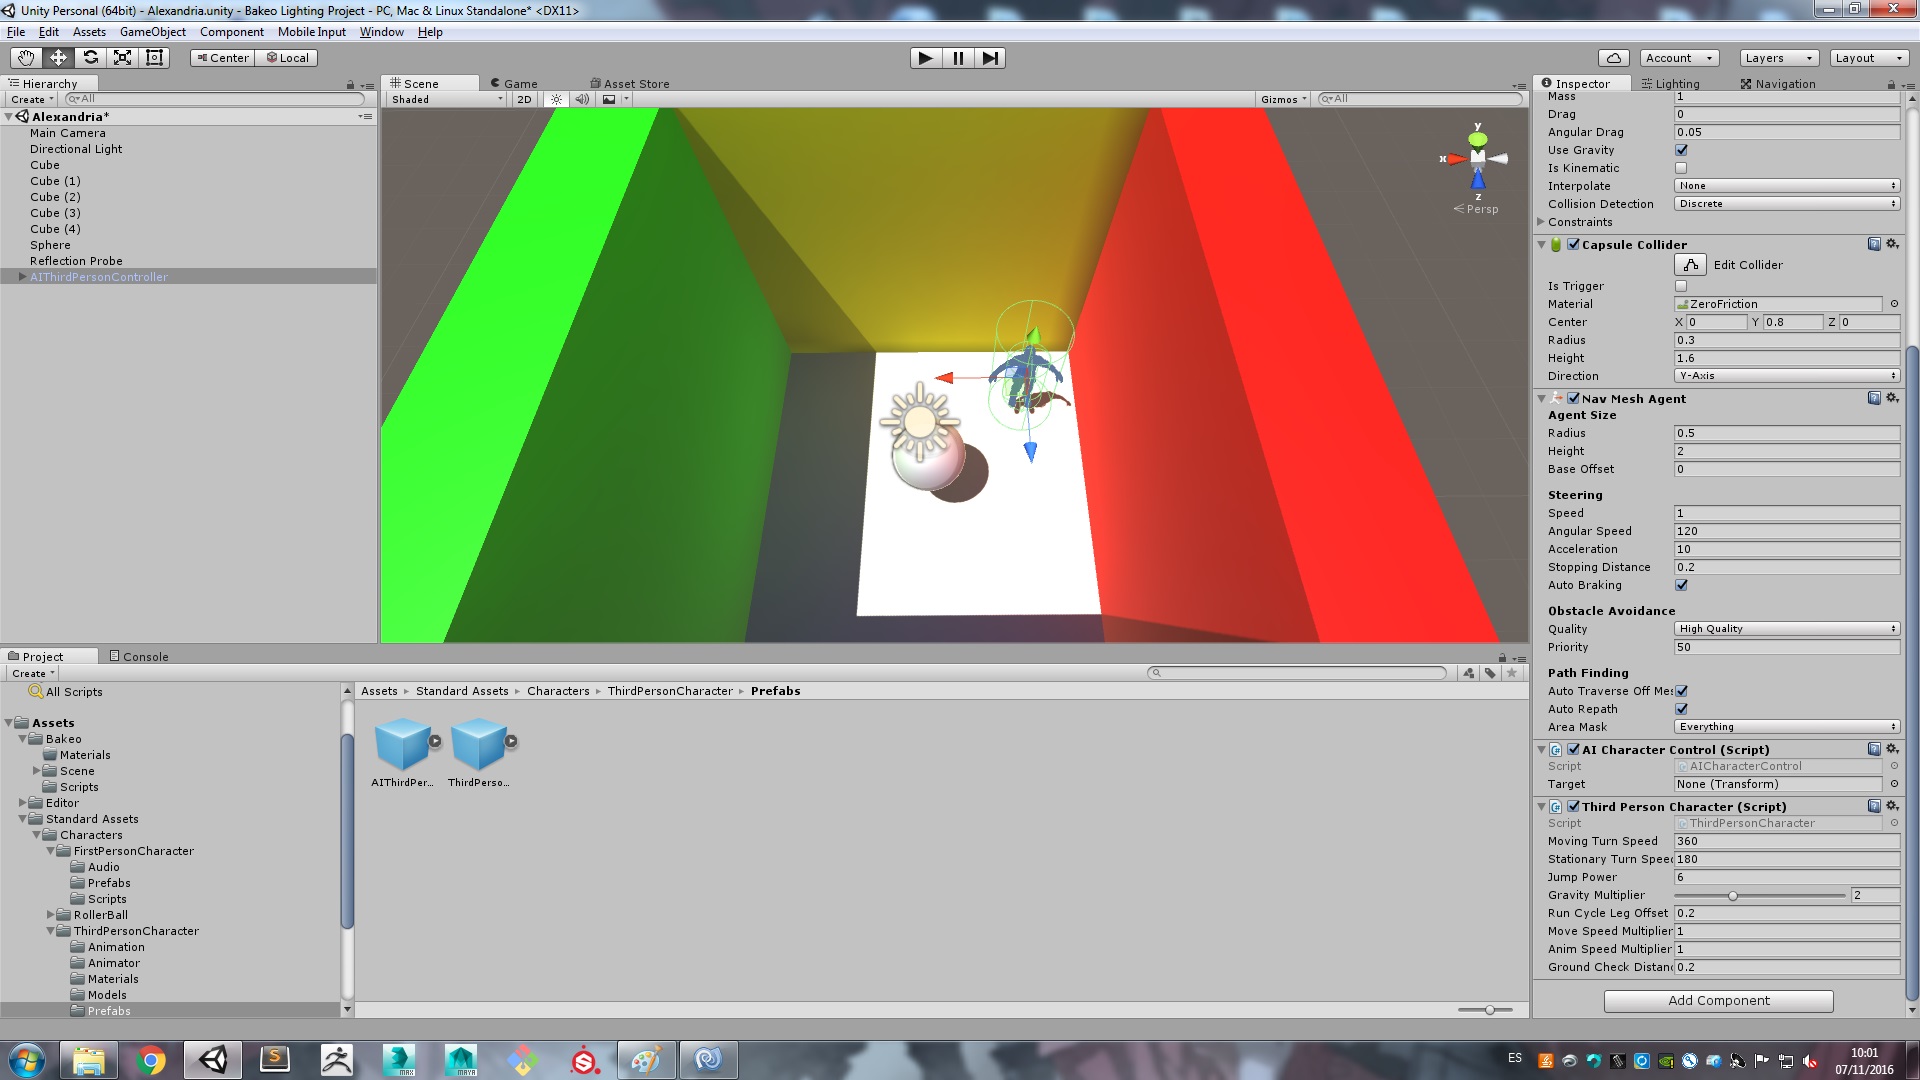 Unity Personal (64bit) - Alexandria.unity - Bakeo Lighting Project - PC, Mac & Linux Standalone* <DX11>
File Edit Assets GameObject Component Mobile Input Window Help
Center Local Account Layers Layout
Hierarchy
Create All
Alexandria*
Main Camera
Directional Light
Cube
Cube (1)
Cube (2)
Cube (3)
Cube (4)
Sphere
Reflection Probe
AIThirdPersonController
Scene Game Asset Store
Shaded 2D Gizmos All
y
x
z
Persp
Inspector Lighting Navigation
Mass 1
Drag 0
Angular Drag 0.05
Use Gravity
Is Kinematic
Interpolate None
Collision Detection Discrete
Constraints
Capsule Collider
Edit Collider
Is Trigger
Material ZeroFriction
Center X 0 Y 0.8 Z 0
Radius 0.3
Height 1.6
Direction Y-Axis
Nav Mesh Agent
Agent Size
Radius 0.5
Height 2
Base Offset 0
Steering
Speed 1
Angular Speed 120
Acceleration 10
Stopping Distance 0.2
Auto Braking
Obstacle Avoidance
Quality High Quality
Priority 50
Path Finding
Auto Traverse Off Mes
Auto Repath
Area Mask Everything
AI Character Control (Script)
Script AICharacterControl
Target None (Transform)
Third Person Character (Script)
Script ThirdPersonCharacter
Moving Turn Speed 360
Stationary Turn Speed 180
Jump Power 6
Gravity Multiplier 2
Run Cycle Leg Offset 0.2
Move Speed Multiplier 1
Anim Speed Multiplier 1
Ground Check Distanc 0.2
Add Component
Project Console
Create
All Scripts
Assets
Bakeo
Materials
Scene
Scripts
Editor
Standard Assets
Characters
FirstPersonCharacter
Audio
Prefabs
Scripts
RollerBall
ThirdPersonCharacter
Animation
Animator
Materials
Models
Prefabs
Assets Standard Assets Characters ThirdPersonCharacter Prefabs
AIThirdPer... ThirdPerso...
MAX MAYA
ES
10:01
07/11/2016